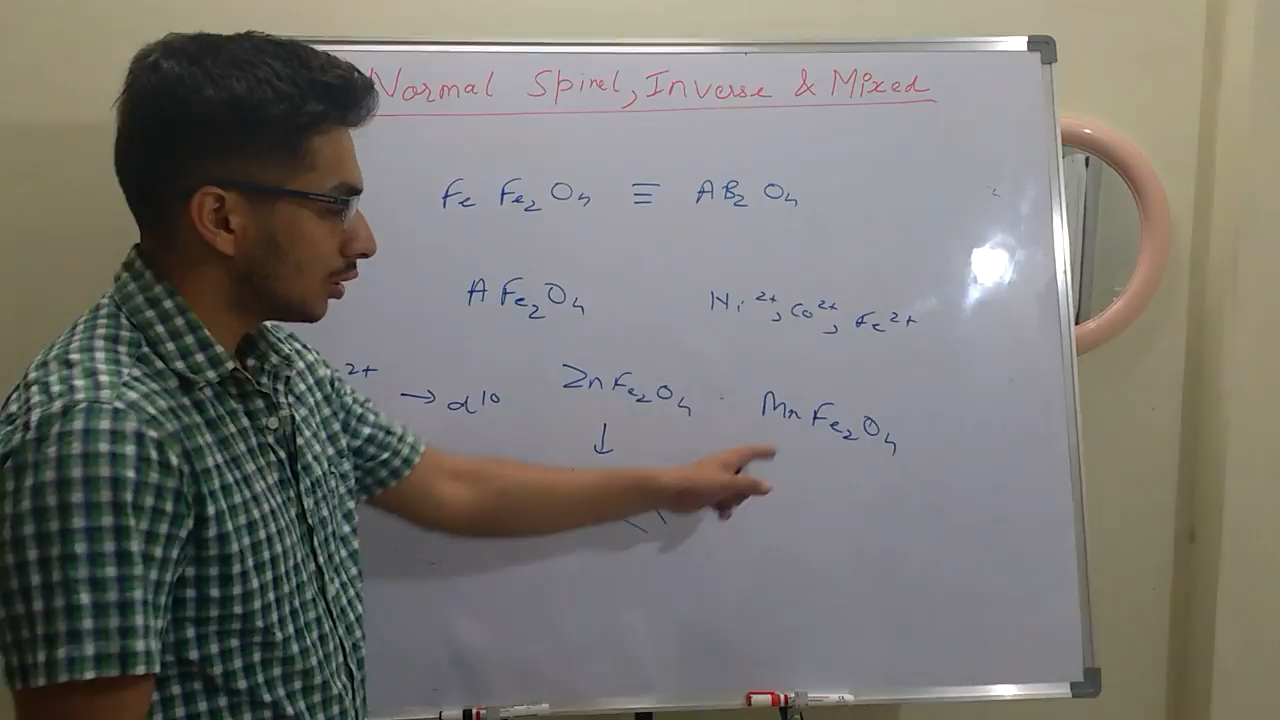 Normal Spinel, Inverse & Mixed
Fe Fe2O4 ≡ AB2O4
A Fe2O4
Ni2+, Co2+, Fe2+
2+ → d10
ZnFe2O4
↓
MnFe2O4